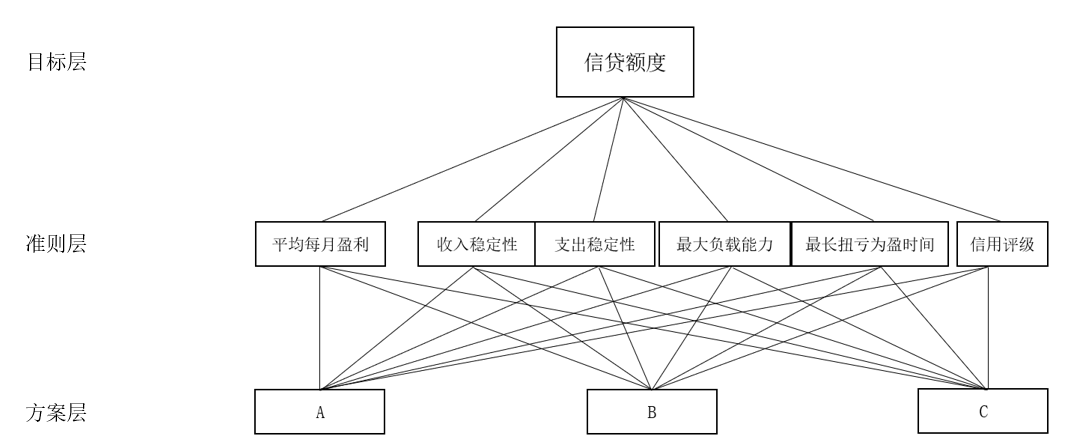 目标层
信贷额度
准则层
平均每月盈利
收入稳定性
支出稳定性
最大负载能力
最长扭亏为盈时间
信用评级
方案层
A
B
C